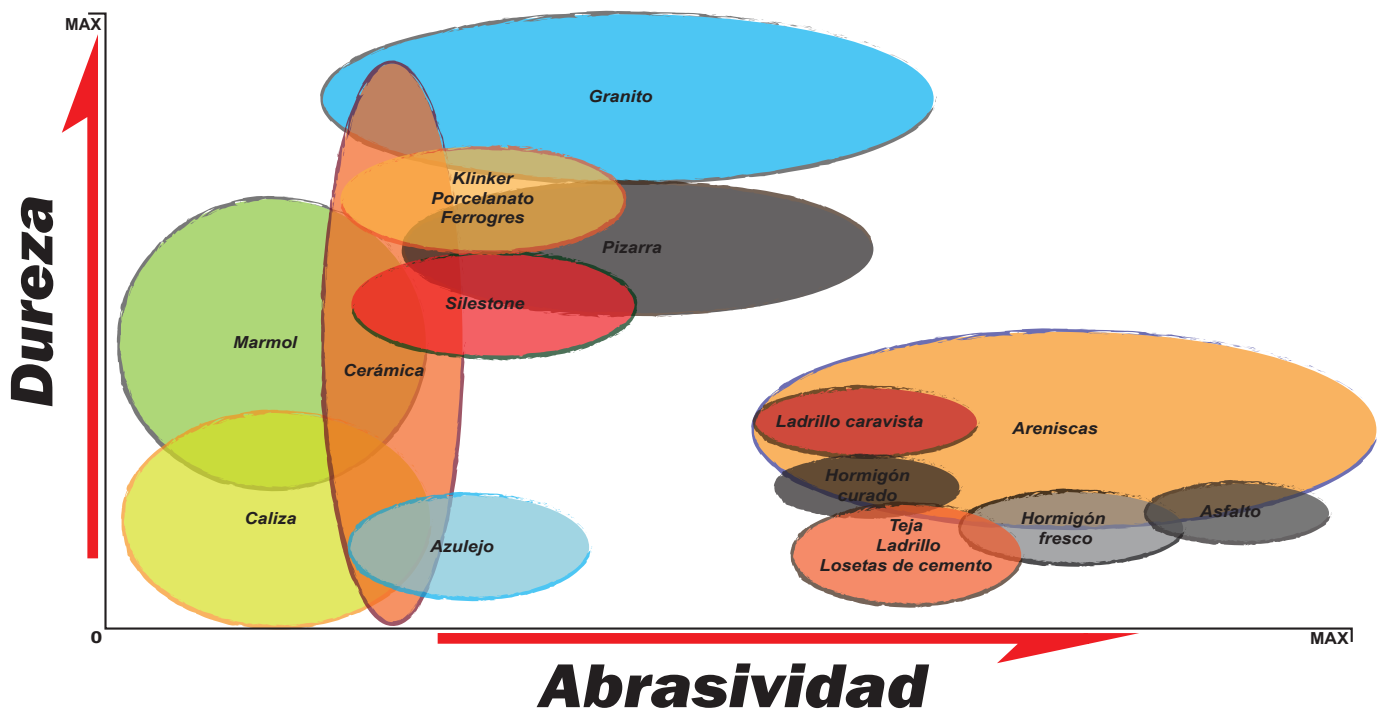 MAX
Granito
Klinker
Porcelanato
Ferrogres
Pizarra
Silestone
Marmol
Cerámica
Dureza
Ladrillo caravista
Areniscas
Hormigón
curado
Caliza
Azulejo
Teja
Ladrillo
Losetas de cemento
Hormigón
fresco
Asfalto
0
MAX
Abrasividad